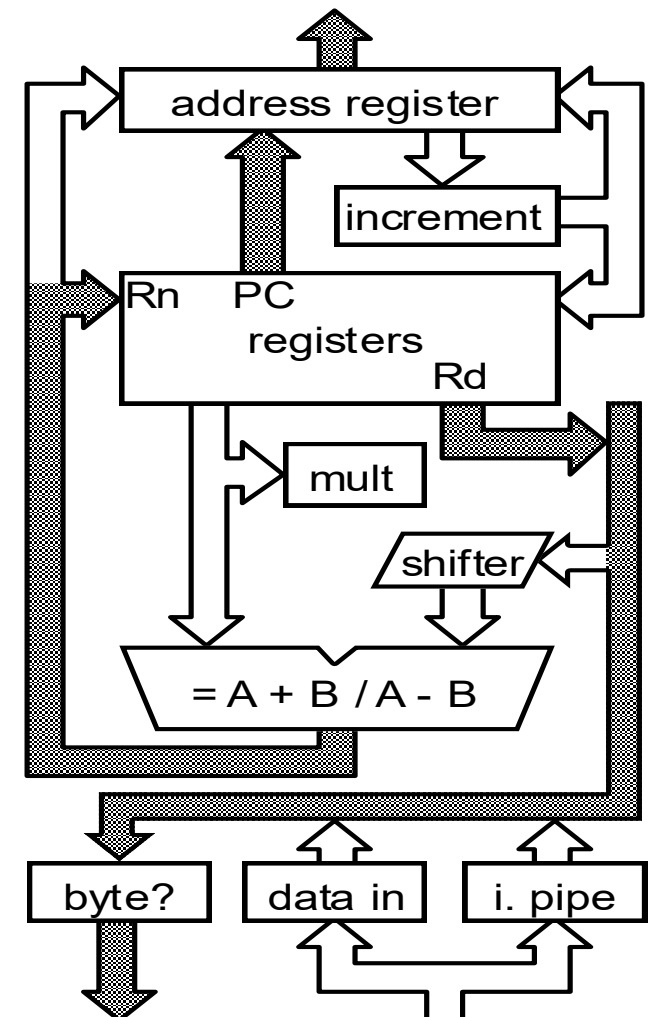 address register
increment
Rn PC
registers
Rd
mult
shifter
= A + B / A - B
byte?
data in
i. pipe